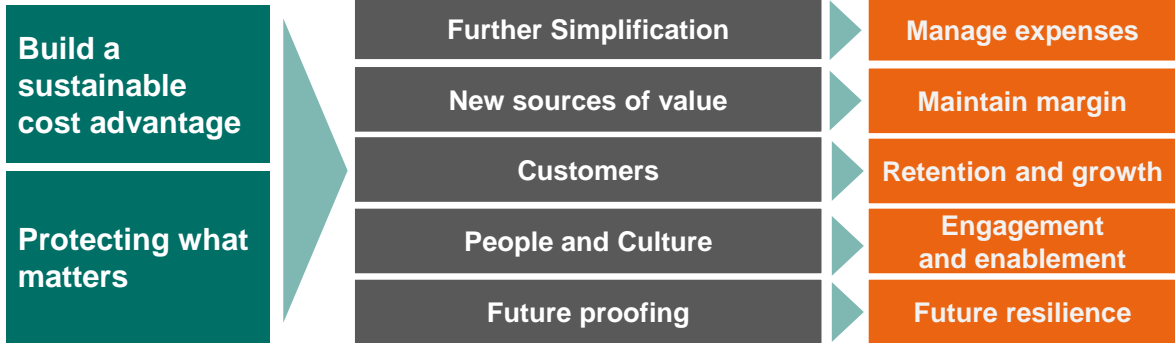 Build a
sustainable
cost advantage
Protecting what
matters
Further Simplification
Manage expenses
New sources of value
Maintain margin
Customers
Retention and growth
People and Culture
Engagement
and enablement
Future proofing
Future resilience